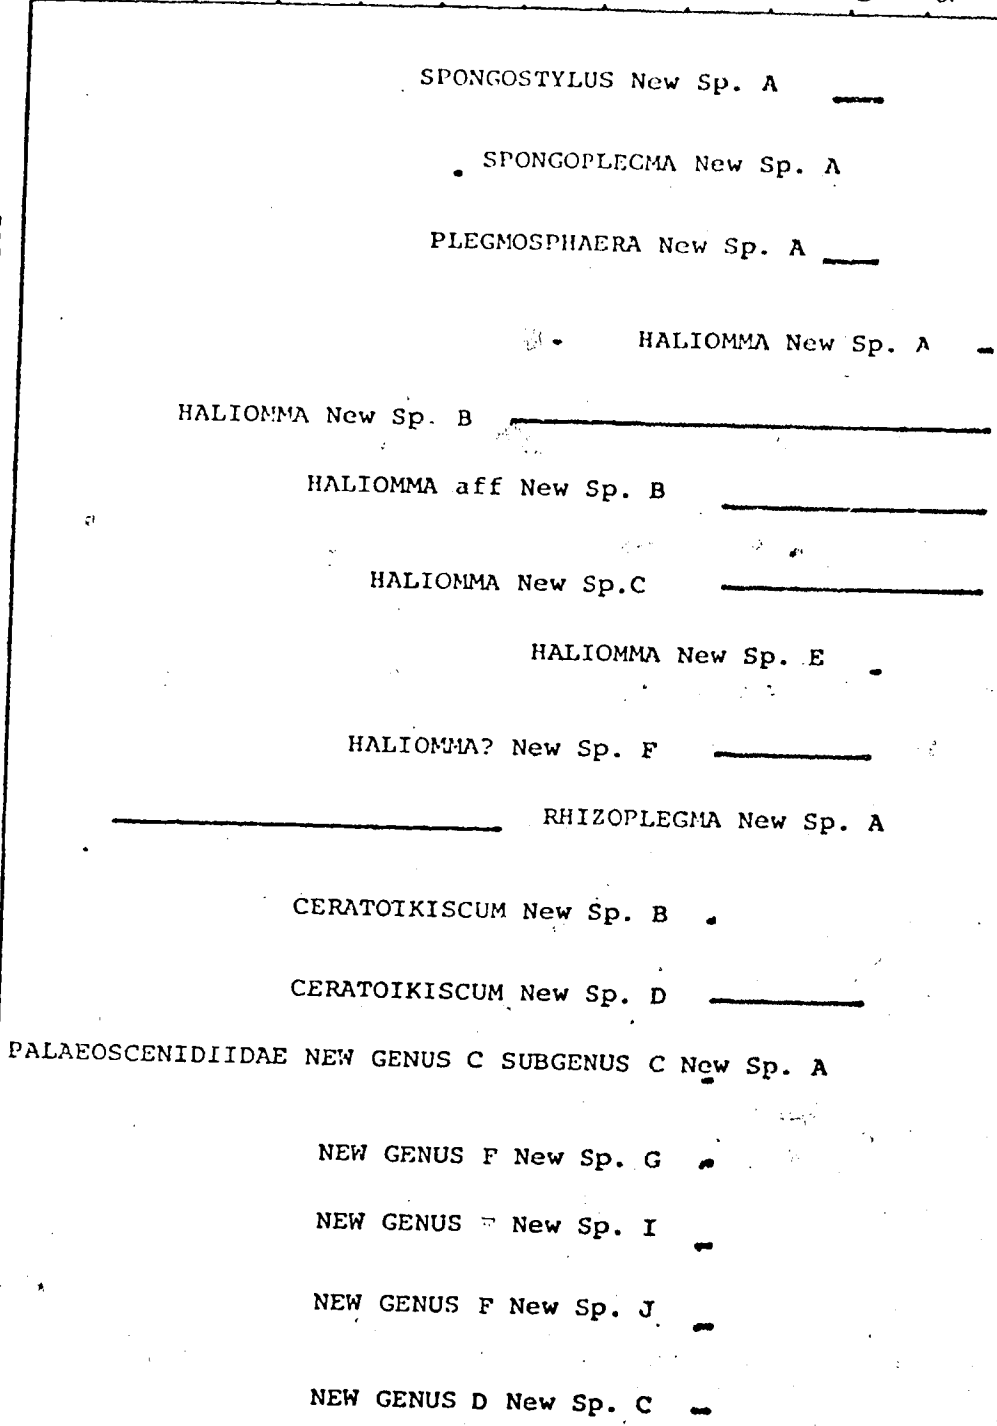 SPONGOSTYLUS New Sp. A
SPONGOPLEGMA New Sp. A
PLEGMOSPHAERA New Sp. A
HALIOMMA New Sp. A
HALIOMMA New Sp. B
HALIOMMA aff New Sp. B
HALIOMMA New Sp.C
HALIOMMA New Sp. E
HALIOMMA? New Sp. F
RHIZOPLEGMA New Sp. A
CERATOIKISCUM New Sp. B
CERATOIKISCUM New Sp. D
PALAEOSCENIDIIDAE NEW GENUS C SUBGENUS C New Sp. A
NEW GENUS F New Sp. G
NEW GENUS New Sp. I
NEW GENUS F New Sp. J
NEW GENUS D New Sp. C